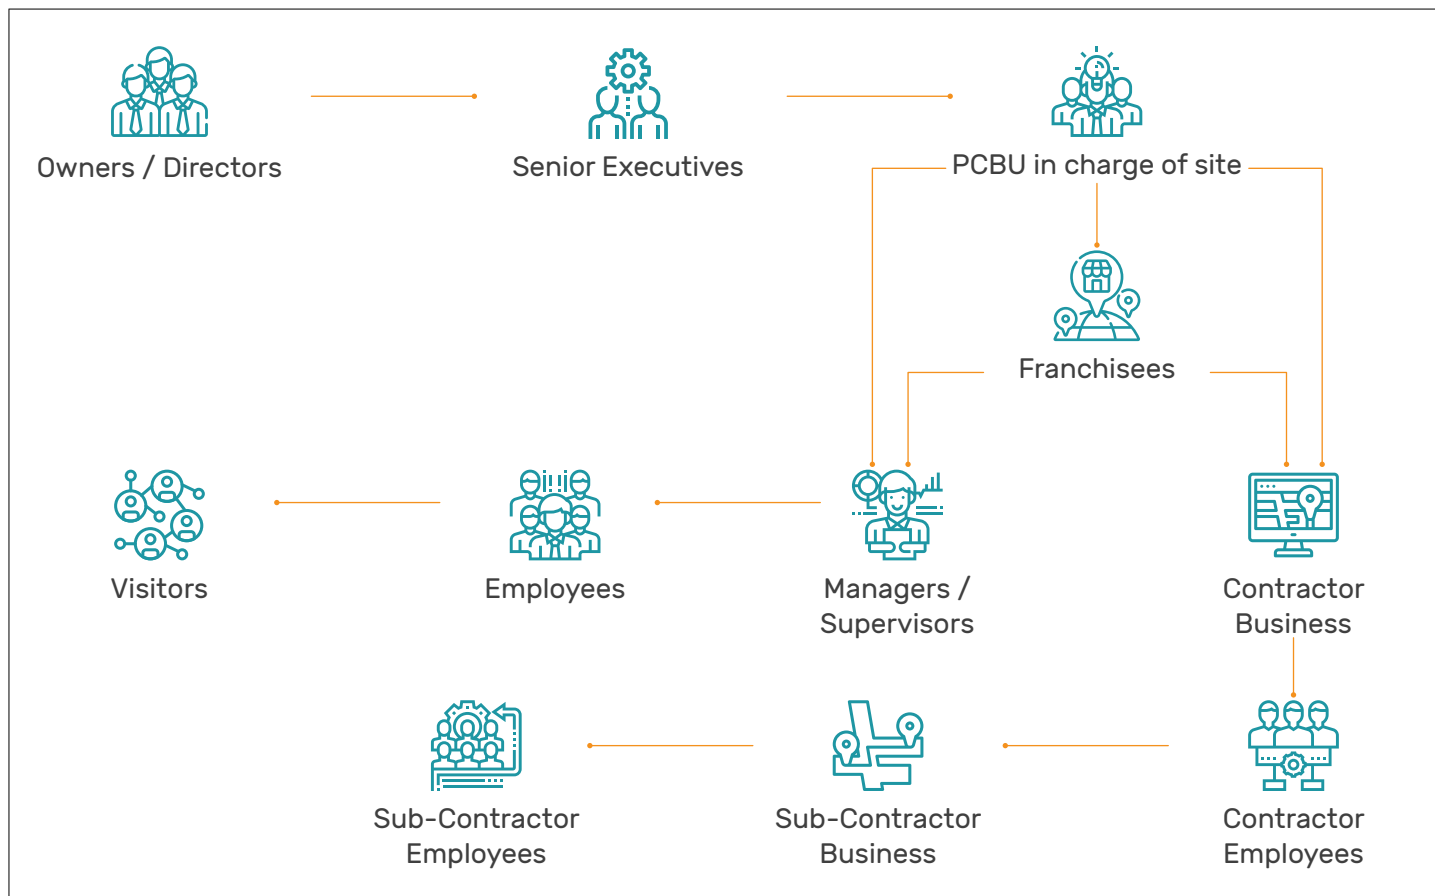 Owners / Directors
Senior Executives
PCBU in charge of site
Franchisees
Visitors
Employees
Managers /
Supervisors
Contractor
Business
Sub-Contractor
Employees
Sub-Contractor
Business
Contractor
Employees